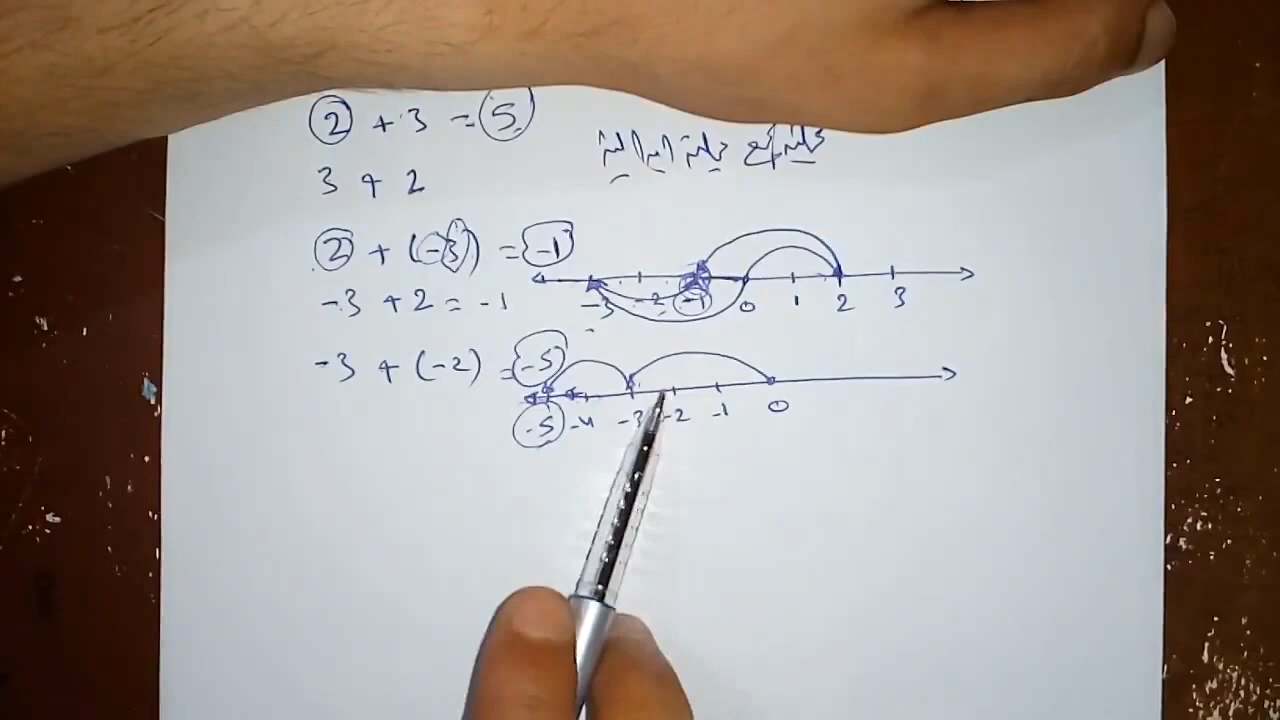 2 + 3 = 5
3 + 2
2 + (-3) = -1
-3 -2 -1 0 1 2 3
-3 + 2 = -1
-3 + (-2) = -5
-5 -4 -3 -2 -1 0